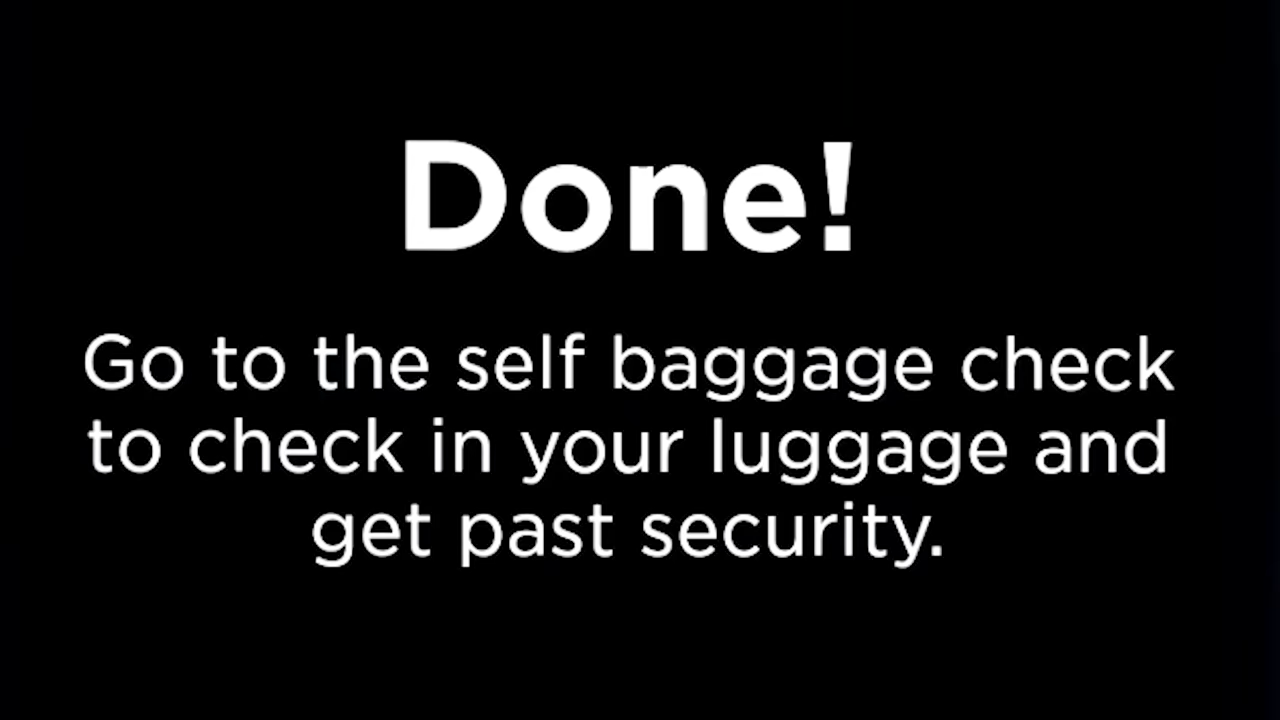 Done!
Go to the self baggage check
to check in your luggage and
get past security.